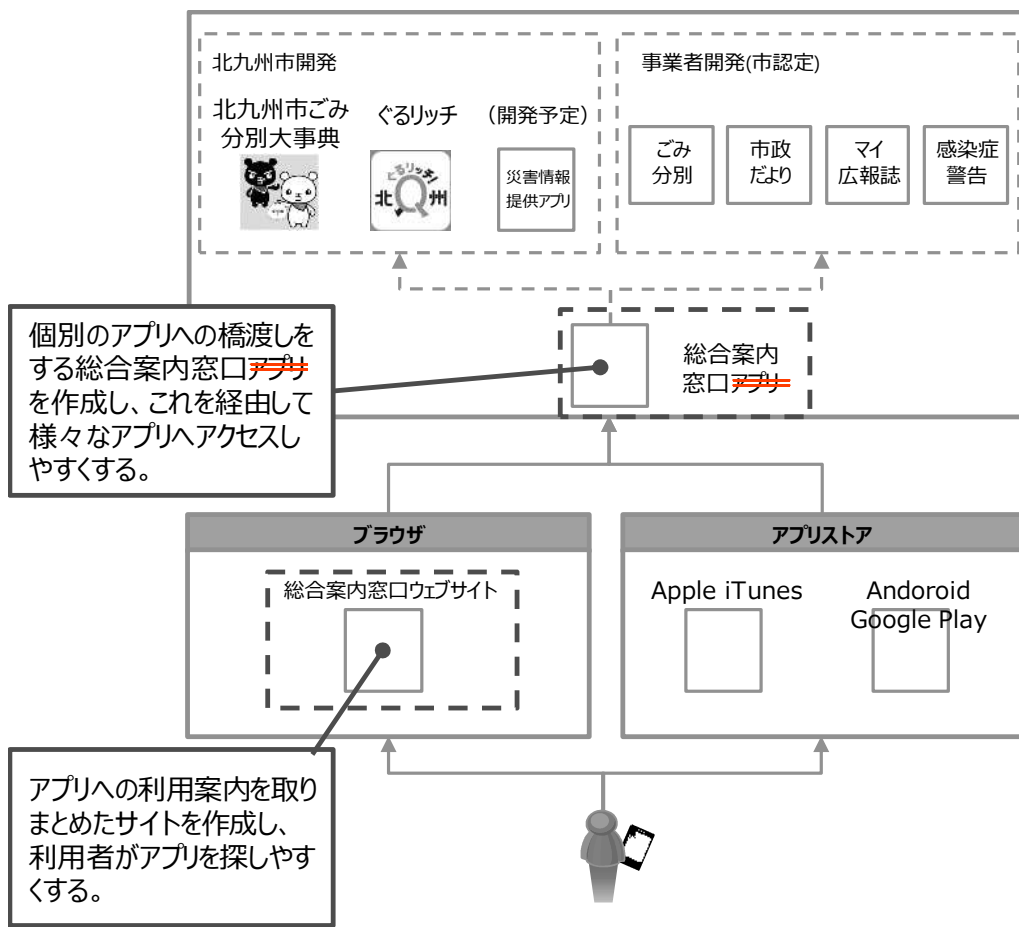 北九州市開発
北九州市ごみ
分別大事典
ぐるリッチ
（開発予定）
ぐるリッチ!
北Q州
災害情報
提供アプリ
事業者開発(市認定)
ごみ
分別
市政
だより
マイ
広報誌
感染症
警告
個別のアプリへの橋渡しを
する総合案内窓口アプリ
を作成し、これを経由して
様々なアプリへアクセスし
やすくする。
総合案内
窓口アプリ
ブラウザ
総合案内窓口ウェブサイト
アプリストア
Apple iTunes
Andoroid
Google Play
アプリへの利用案内を取り
まとめたサイトを作成し、
利用者がアプリを探しやす
くする。